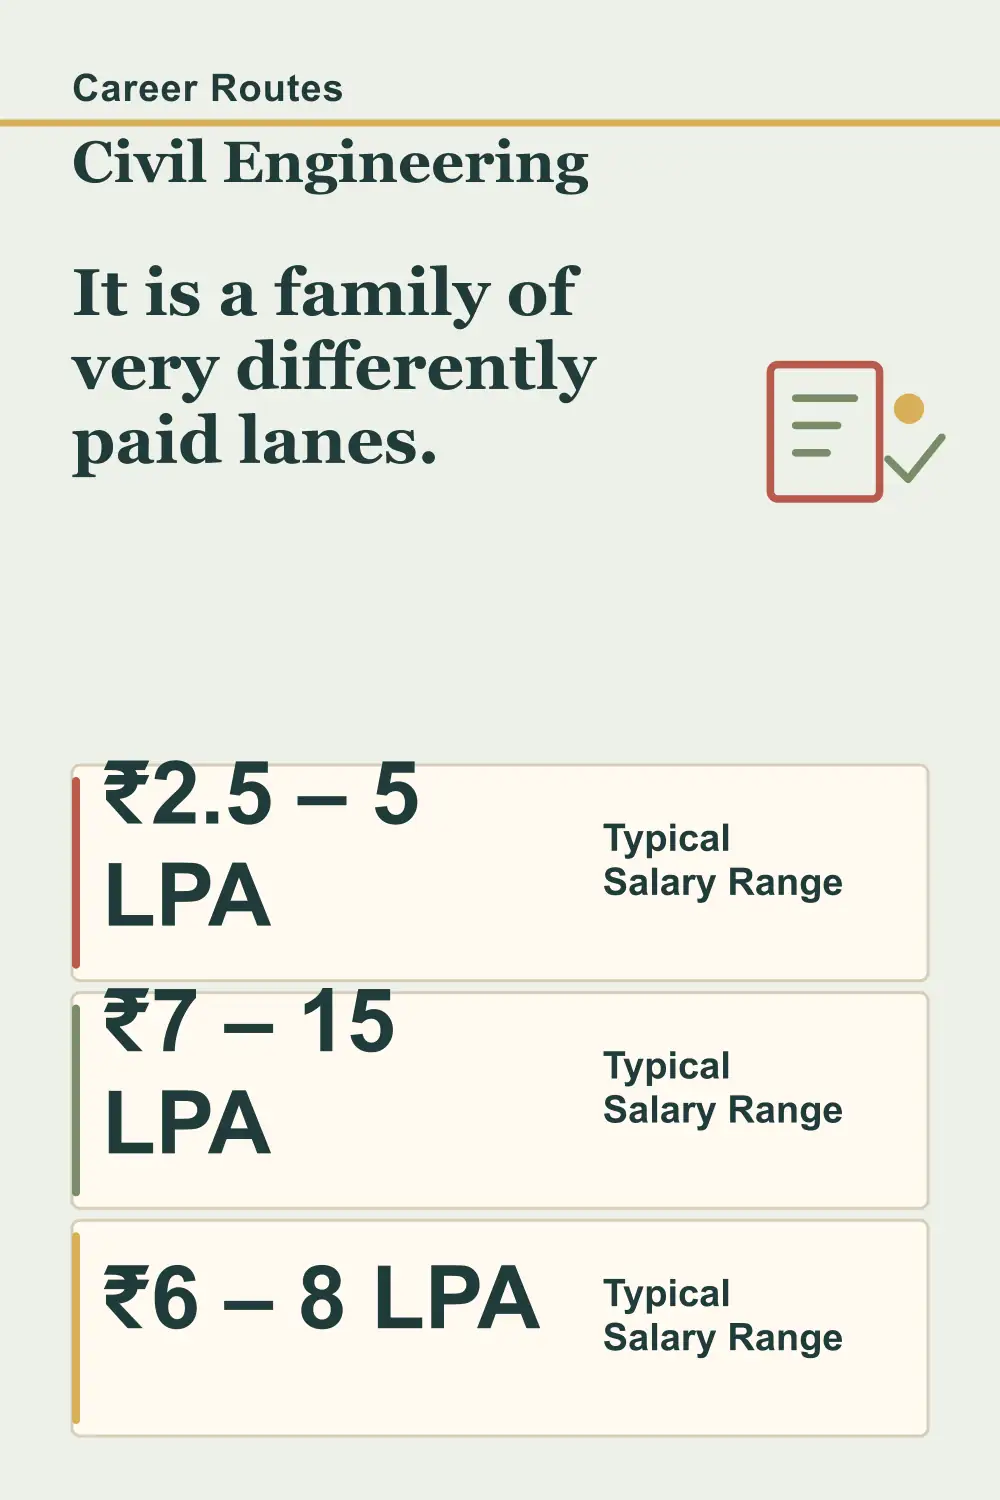 Career Routes
Civil Engineering
It is a family of
very differently
paid lanes.
₹2.5 – 5
LPA
Typical
Salary Range
₹7 – 15
LPA
Typical
Salary Range
₹6 – 8 LPA
Typical
Salary Range